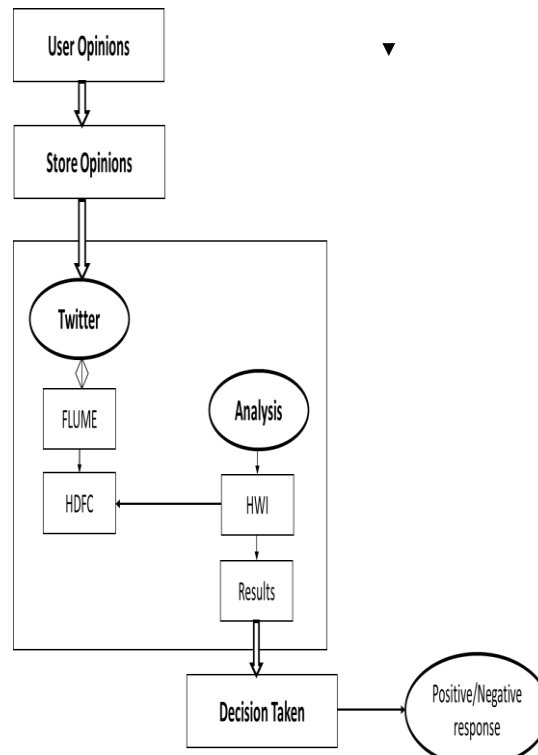 User Opinions
Store Opinions
Twitter
FLUME
Analysis
HDFC
HWI
Results
Decision Taken
Positive/Negative
response